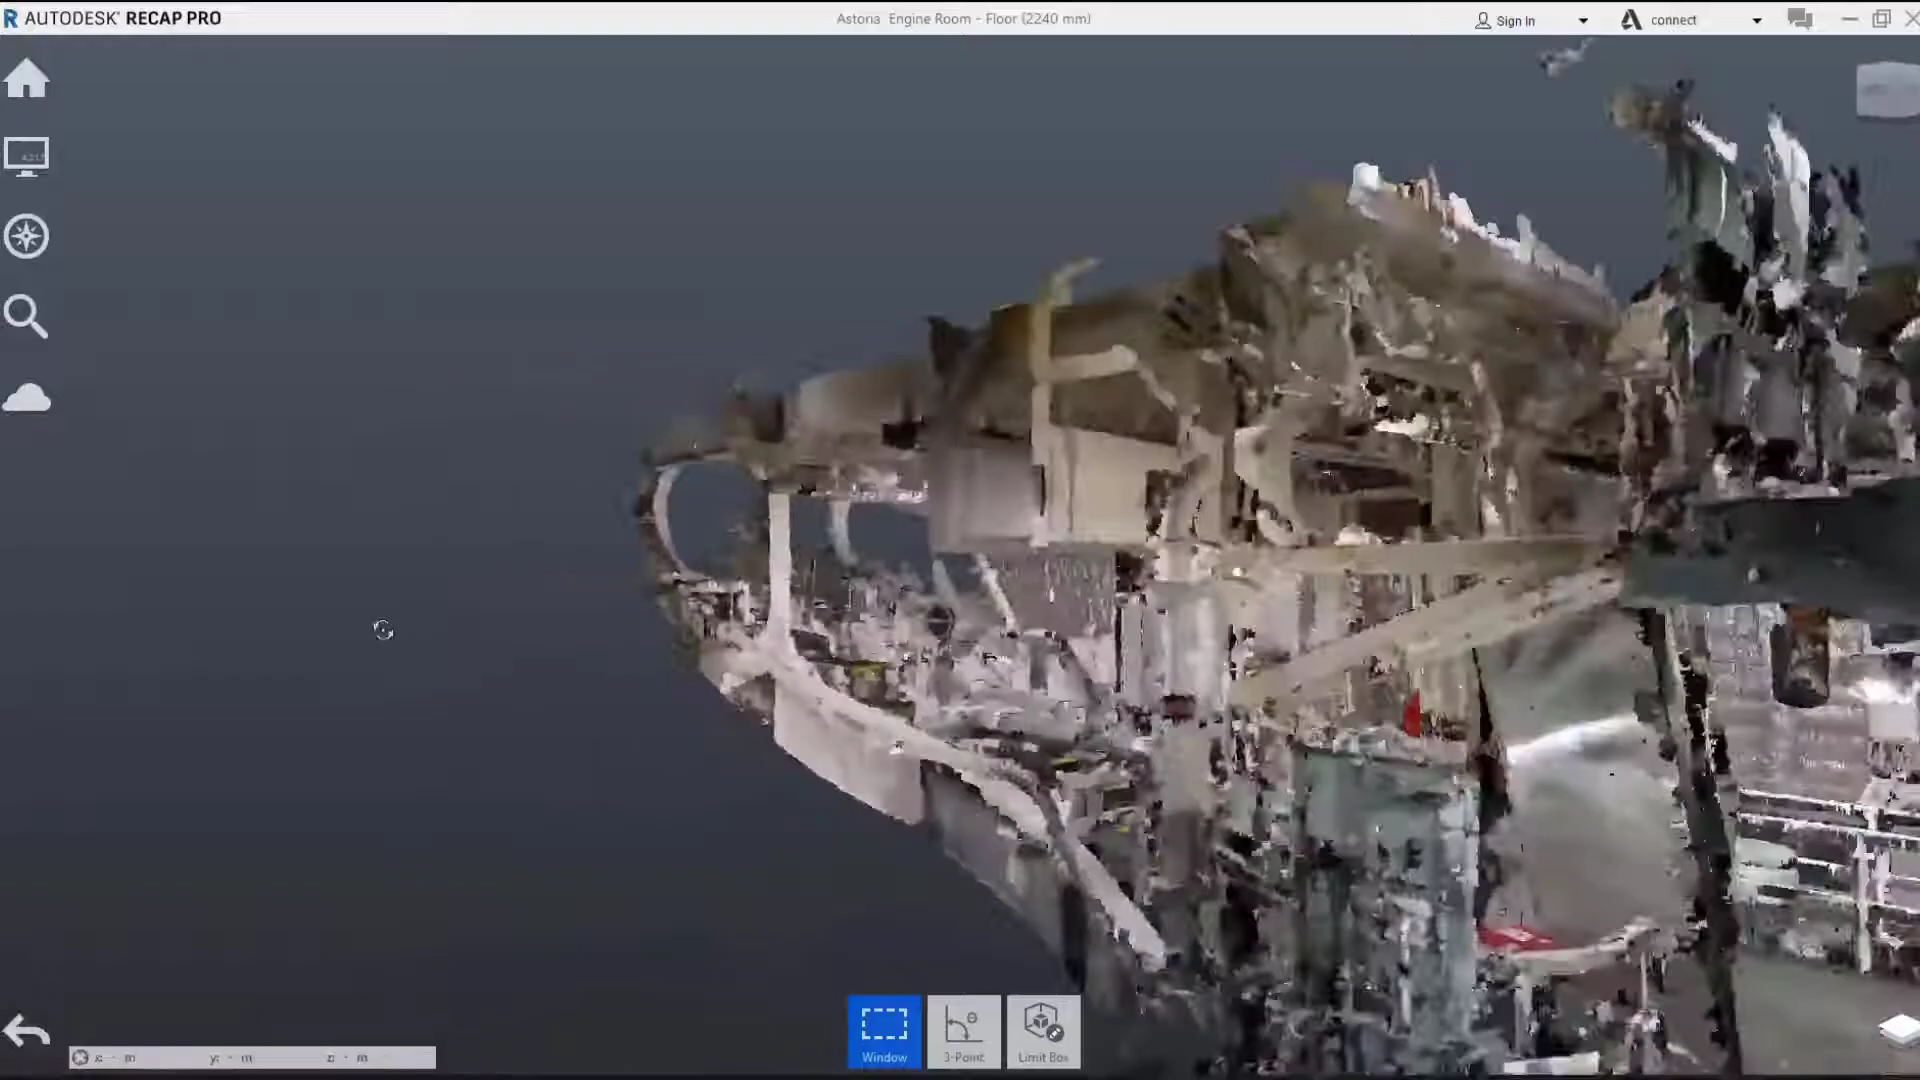 R AUTODESK® RECAP PRO
Astoria Engine Room - Floor (2240 mm)
Sign In
connect
x: - m y: - m z: - m
Window
3-Point
Limit Box